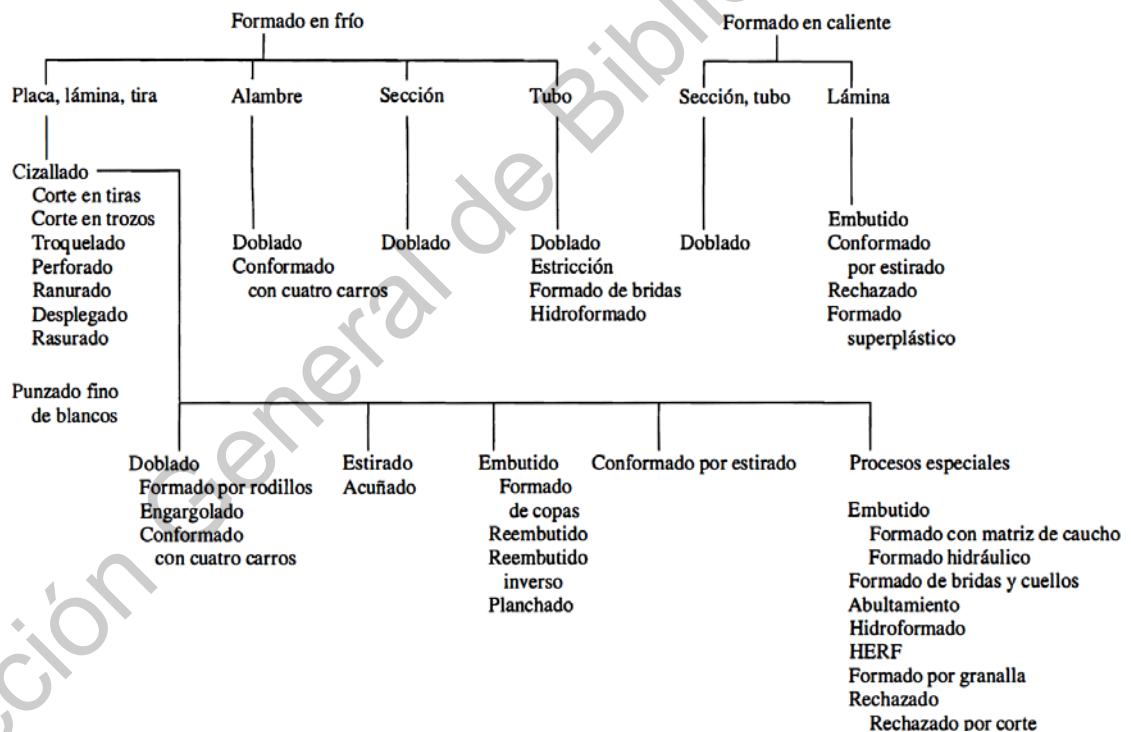 Formado en frío
Formado en caliente
Placa, lámina, tira
Alambre
Sección
Tubo
Sección, tubo
Lámina
Cizallado
Corte en tiras
Corte en trozos
Troquelado
Perforado
Ranurado
Desplegado
Rasurado
Doblado
Conformado
con cuatro carros
Doblado
Doblado
Estricción
Formado de bridas
Hidroformado
Doblado
Embutido
Conformado
por estirado
Rechazado
Formado
superplástico
Punzado fino
de blancos
Doblado
Formado por rodillos
Engargolado
Conformado
con cuatro carros
Estirado
Acuñado
Embutido
Formado
de copas
Reembutido
Reembutido
inverso
Planchado
Conformado por estirado
Procesos especiales
Embutido
Formado con matriz de caucho
Formado hidráulico
Formado de bridas y cuellos
Abultamiento
Hidroformado
HERF
Formado por granalla
Rechazado
Rechazado por corte
cción General de Biblio